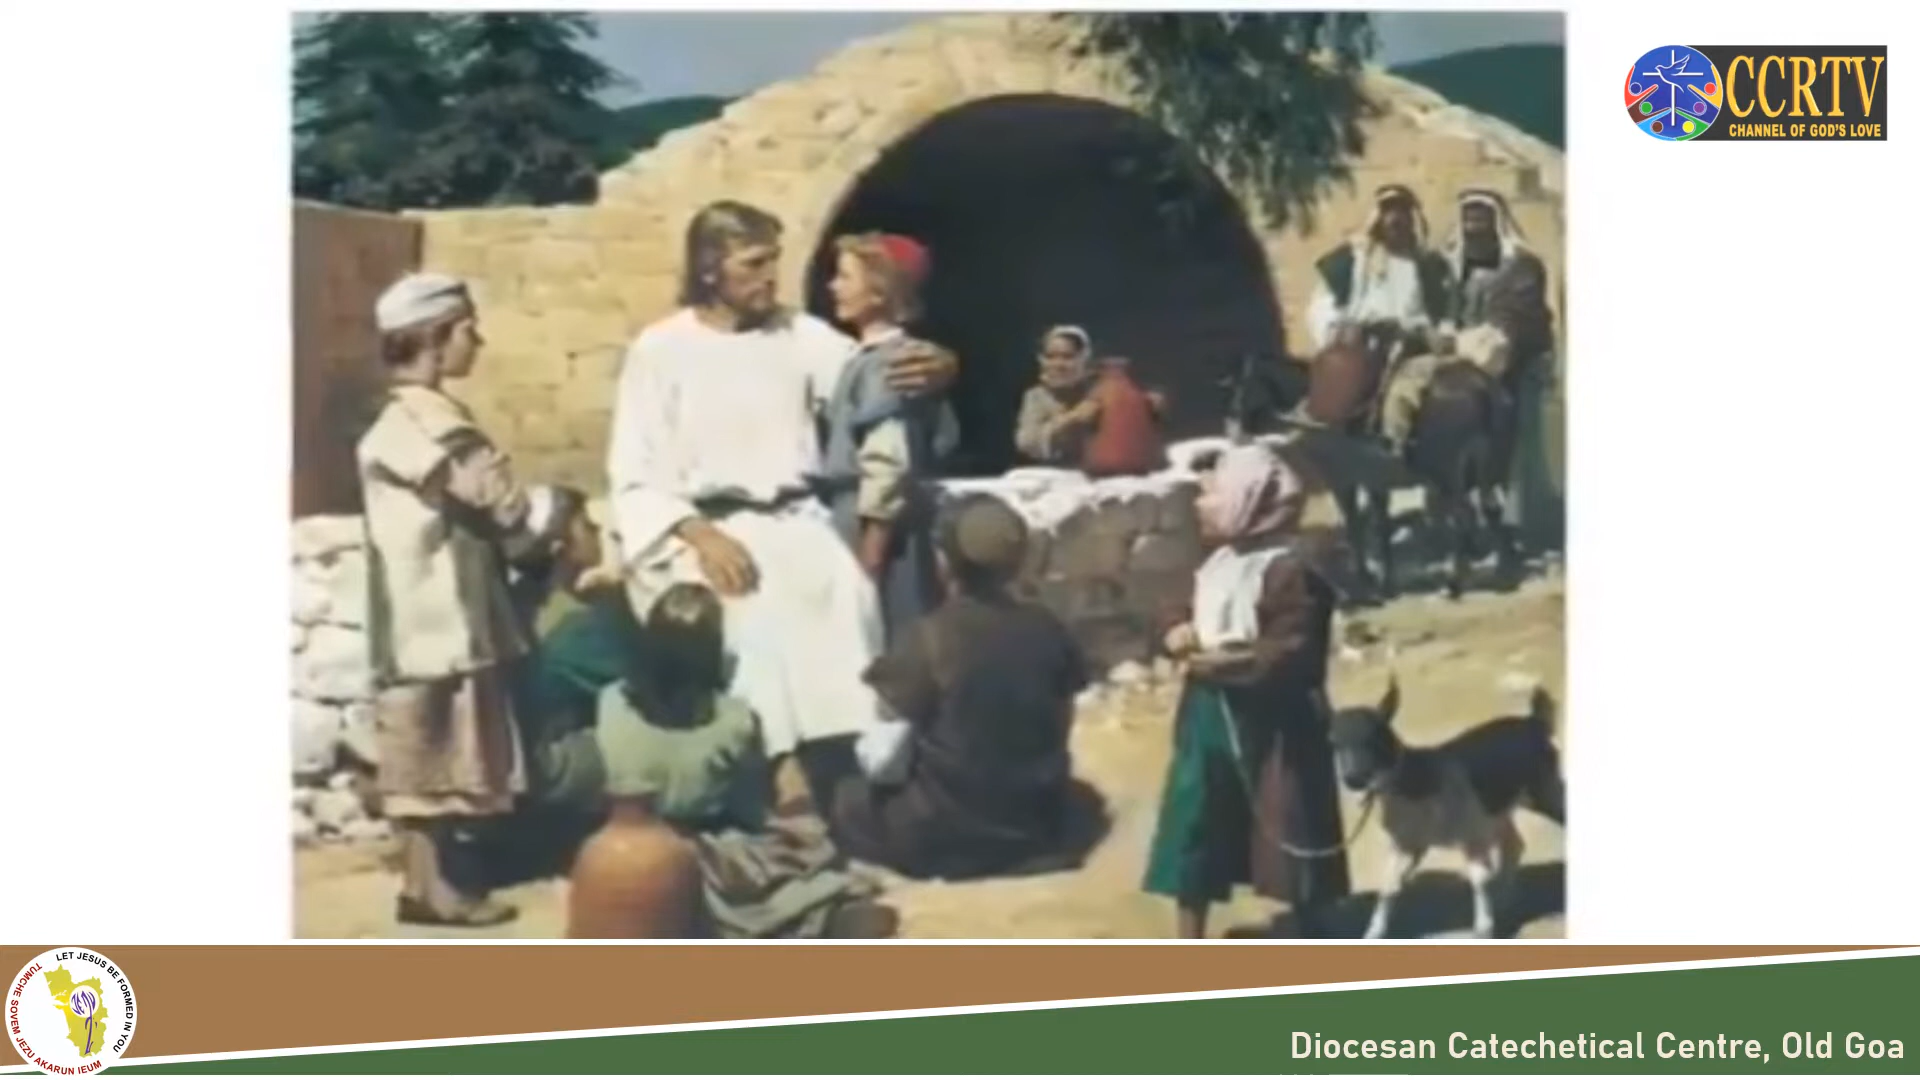 CCRTV
CHANNEL OF GOD'S LOVE
LET JESUS BE FORMED IN YOU
TUMCHE SOVEM JEZU AKARUN IEUM
Diocesan Catechetical Centre, Old Goa